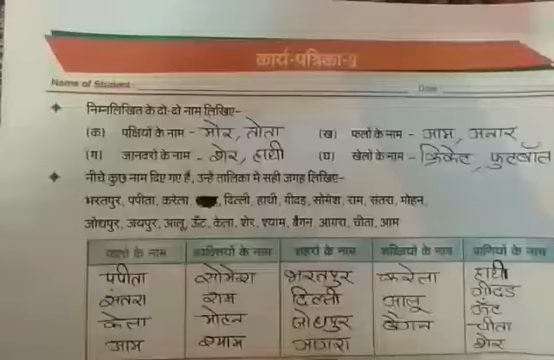 कार्य-पत्रिका-1
Name of Student Date
निम्नलिखित के दो-दो नाम लिखिए-
(क) पक्षियों के नाम - मोर, तोता (ख) फलों के नाम - आम, अनार
(ग) जानवरों के नाम - शेर, हाथी (घ) खेलों के नाम - क्रिकेट, फुटबॉल
नीचे कुछ नाम दिए गए हैं, उन्हें तालिका में सही जगह लिखिए-
भरतपुर, पपीता, करेला, दिल्ली, हाथी, गीदड़, सोमेश, राम, संतरा, मोहन,
जोधपुर, जयपुर, आलू, ऊँट, केला, शेर, श्याम, बैंगन, आगरा, चीता, आम
फलों के नाम व्यक्तियों के नाम शहरों के नाम सब्जियों के नाम प्राणियों के नाम
पपीता सोमेश भरतपुर करेला हाथी
संतरा राम दिल्ली आलू गीदड
केला मोहन जोधपुर बैगन ऊँट
आम श्याम आगरा चीता
शेर